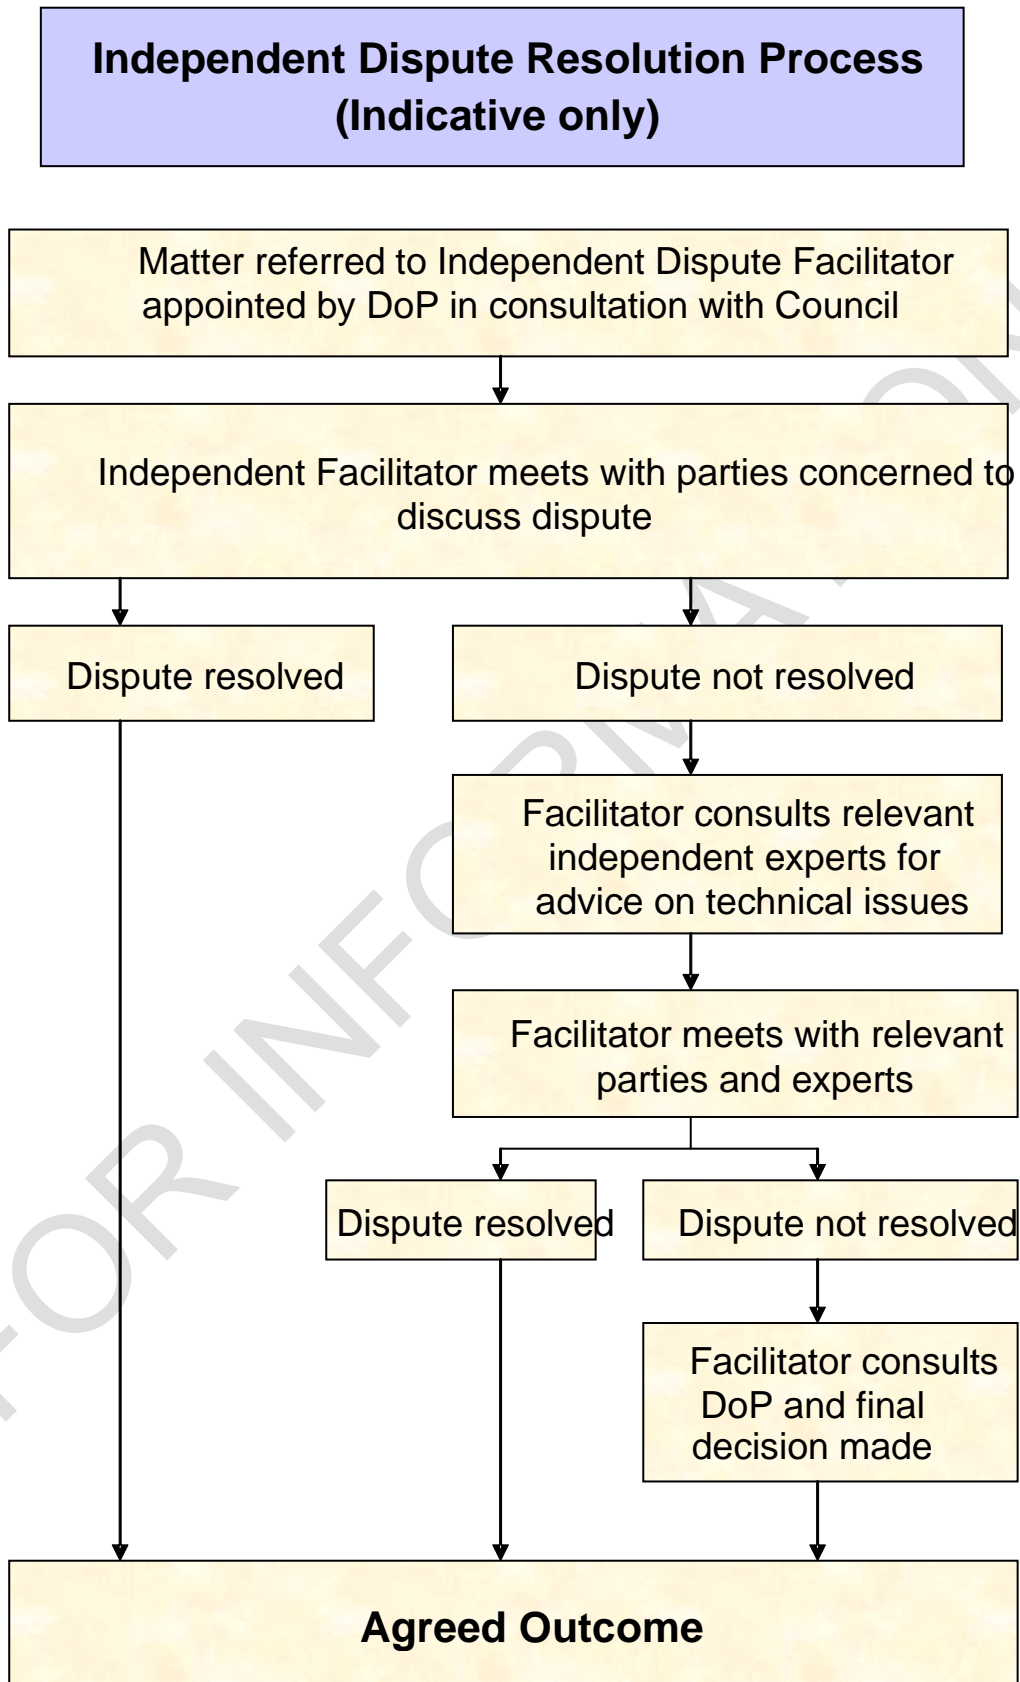 Independent Dispute Resolution Process
(Indicative only)
Matter referred to Independent Dispute Facilitator
appointed by DoP in consultation with Council
Independent Facilitator meets with parties concerned to
discuss dispute
Dispute resolved
Dispute not resolved
Facilitator consults relevant
independent experts for
advice on technical issues
Facilitator meets with relevant
parties and experts
Dispute resolved
Dispute not resolved
Facilitator consults
DoP and final
decision made
Agreed Outcome
FOR INFORMATION